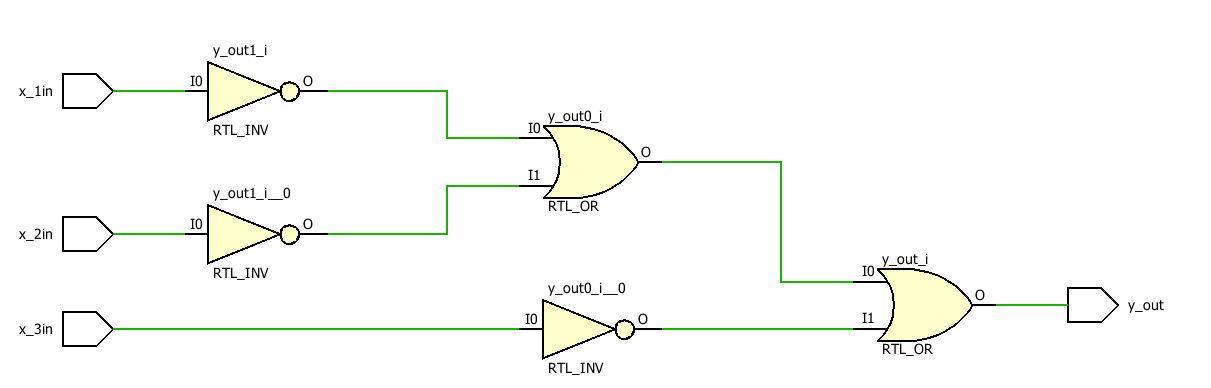 y_out1_i
x_1in
I0
O
RTL_INV
y_out0_i
I0
I1
O
RTL_OR
y_out1_i__0
x_2in
I0
O
RTL_INV
y_out_i
I0
I1
O
y_out
RTL_OR
y_out0_i__0
x_3in
I0
O
RTL_INV